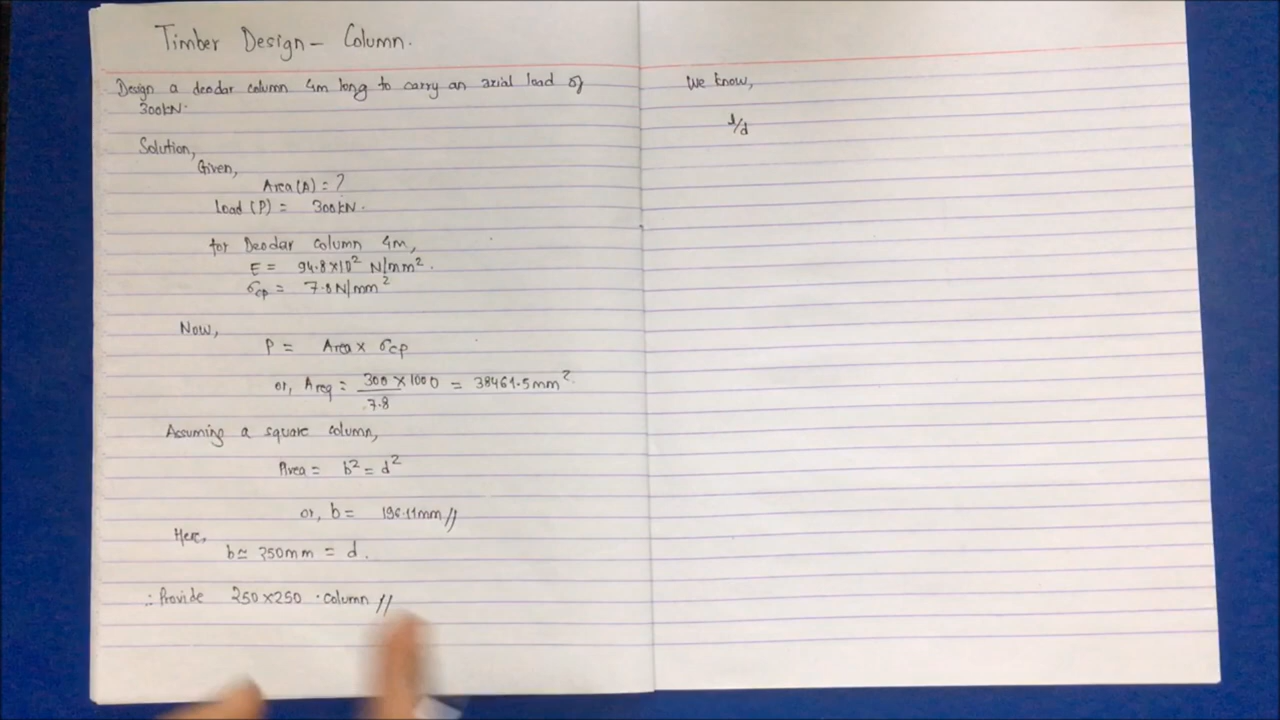 Timber Design - Column.
Design a deodar column 4m long to carry an axial load of
300kN.
Solution,
Given,
Area(A) = ?
Load (P) = 300kN.
for Deodar column 4m,
E = 94.8×10² N/mm².
σcp = 7.8 N/mm²
Now,
P = Area × σcp
or, Areq = 300 × 1000 / 7.8 = 38461.5mm².
Assuming a square column,
Area = b² = d²
or, b = 196.11mm //
Here,
b ≃ 250mm = d.
∴ Provide 250×250 column //
We know,
l/d